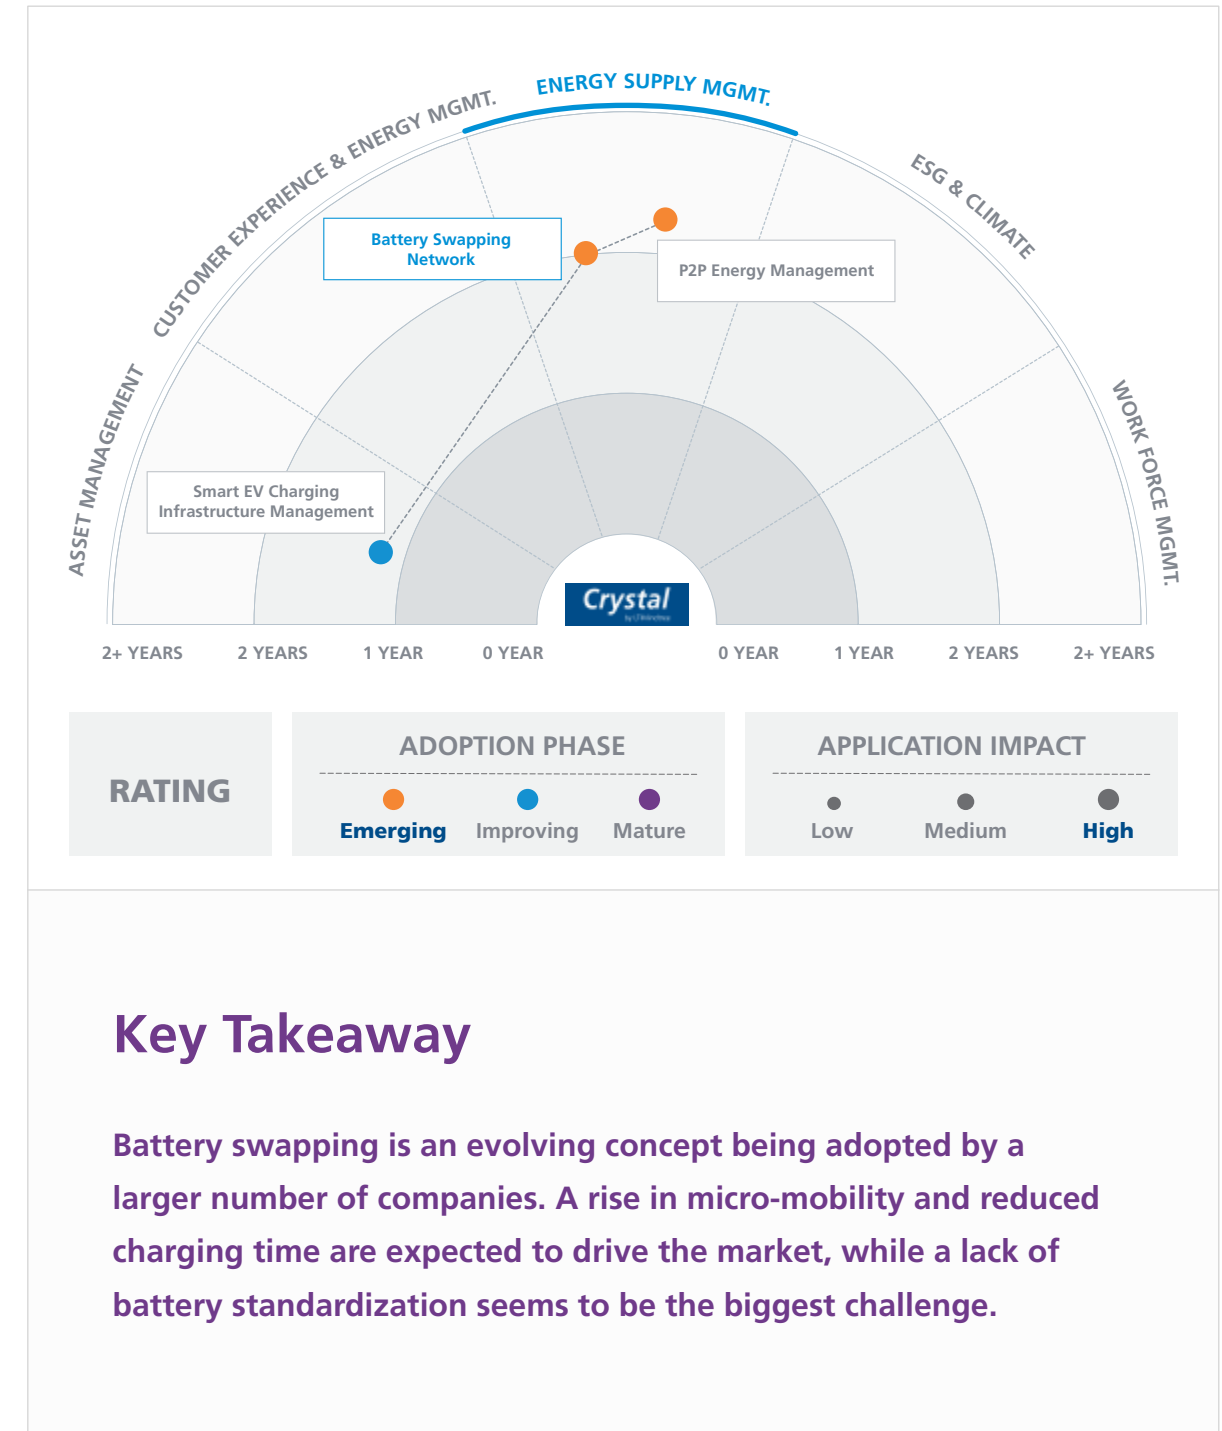 ENERGY SUPPLY MGMT.
CUSTOMER EXPERIENCE & ENERGY MGMT.
ESG & CLIMATE
ASSET MANAGEMENT
WORK FORCE MGMT.
Battery Swapping
Network
P2P Energy Management
Smart EV Charging
Infrastructure Management
Crystal
2+ YEARS 2 YEARS 1 YEAR 0 YEAR 0 YEAR 1 YEAR 2 YEARS 2+ YEARS
RATING
ADOPTION PHASE
Emerging Improving Mature
APPLICATION IMPACT
Low Medium High
Key Takeaway
Battery swapping is an evolving concept being adopted by a
larger number of companies. A rise in micro-mobility and reduced
charging time are expected to drive the market, while a lack of
battery standardization seems to be the biggest challenge.